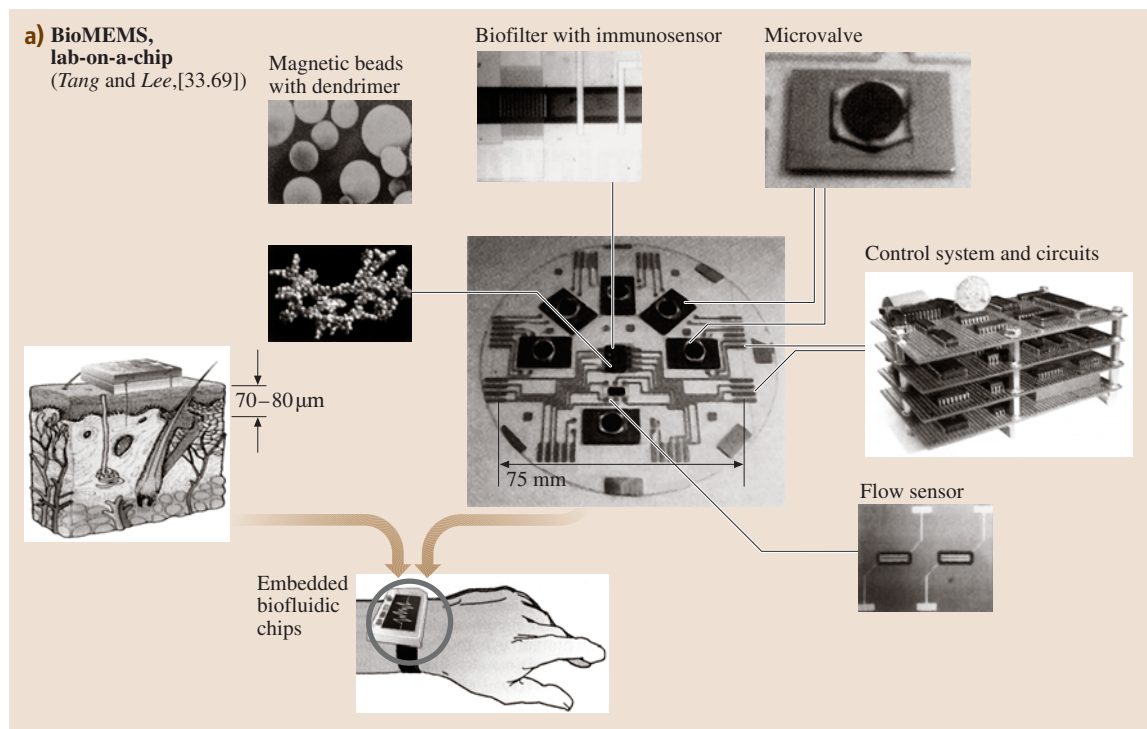 a) BioMEMS,
lab-on-a-chip
(Tang and Lee,[33.69])
Magnetic beads
with dendrimer
Biofilter with immunosensor
Microvalve
Control system and circuits
70–80 μm
75 mm
Flow sensor
Embedded
biofluidic
chips